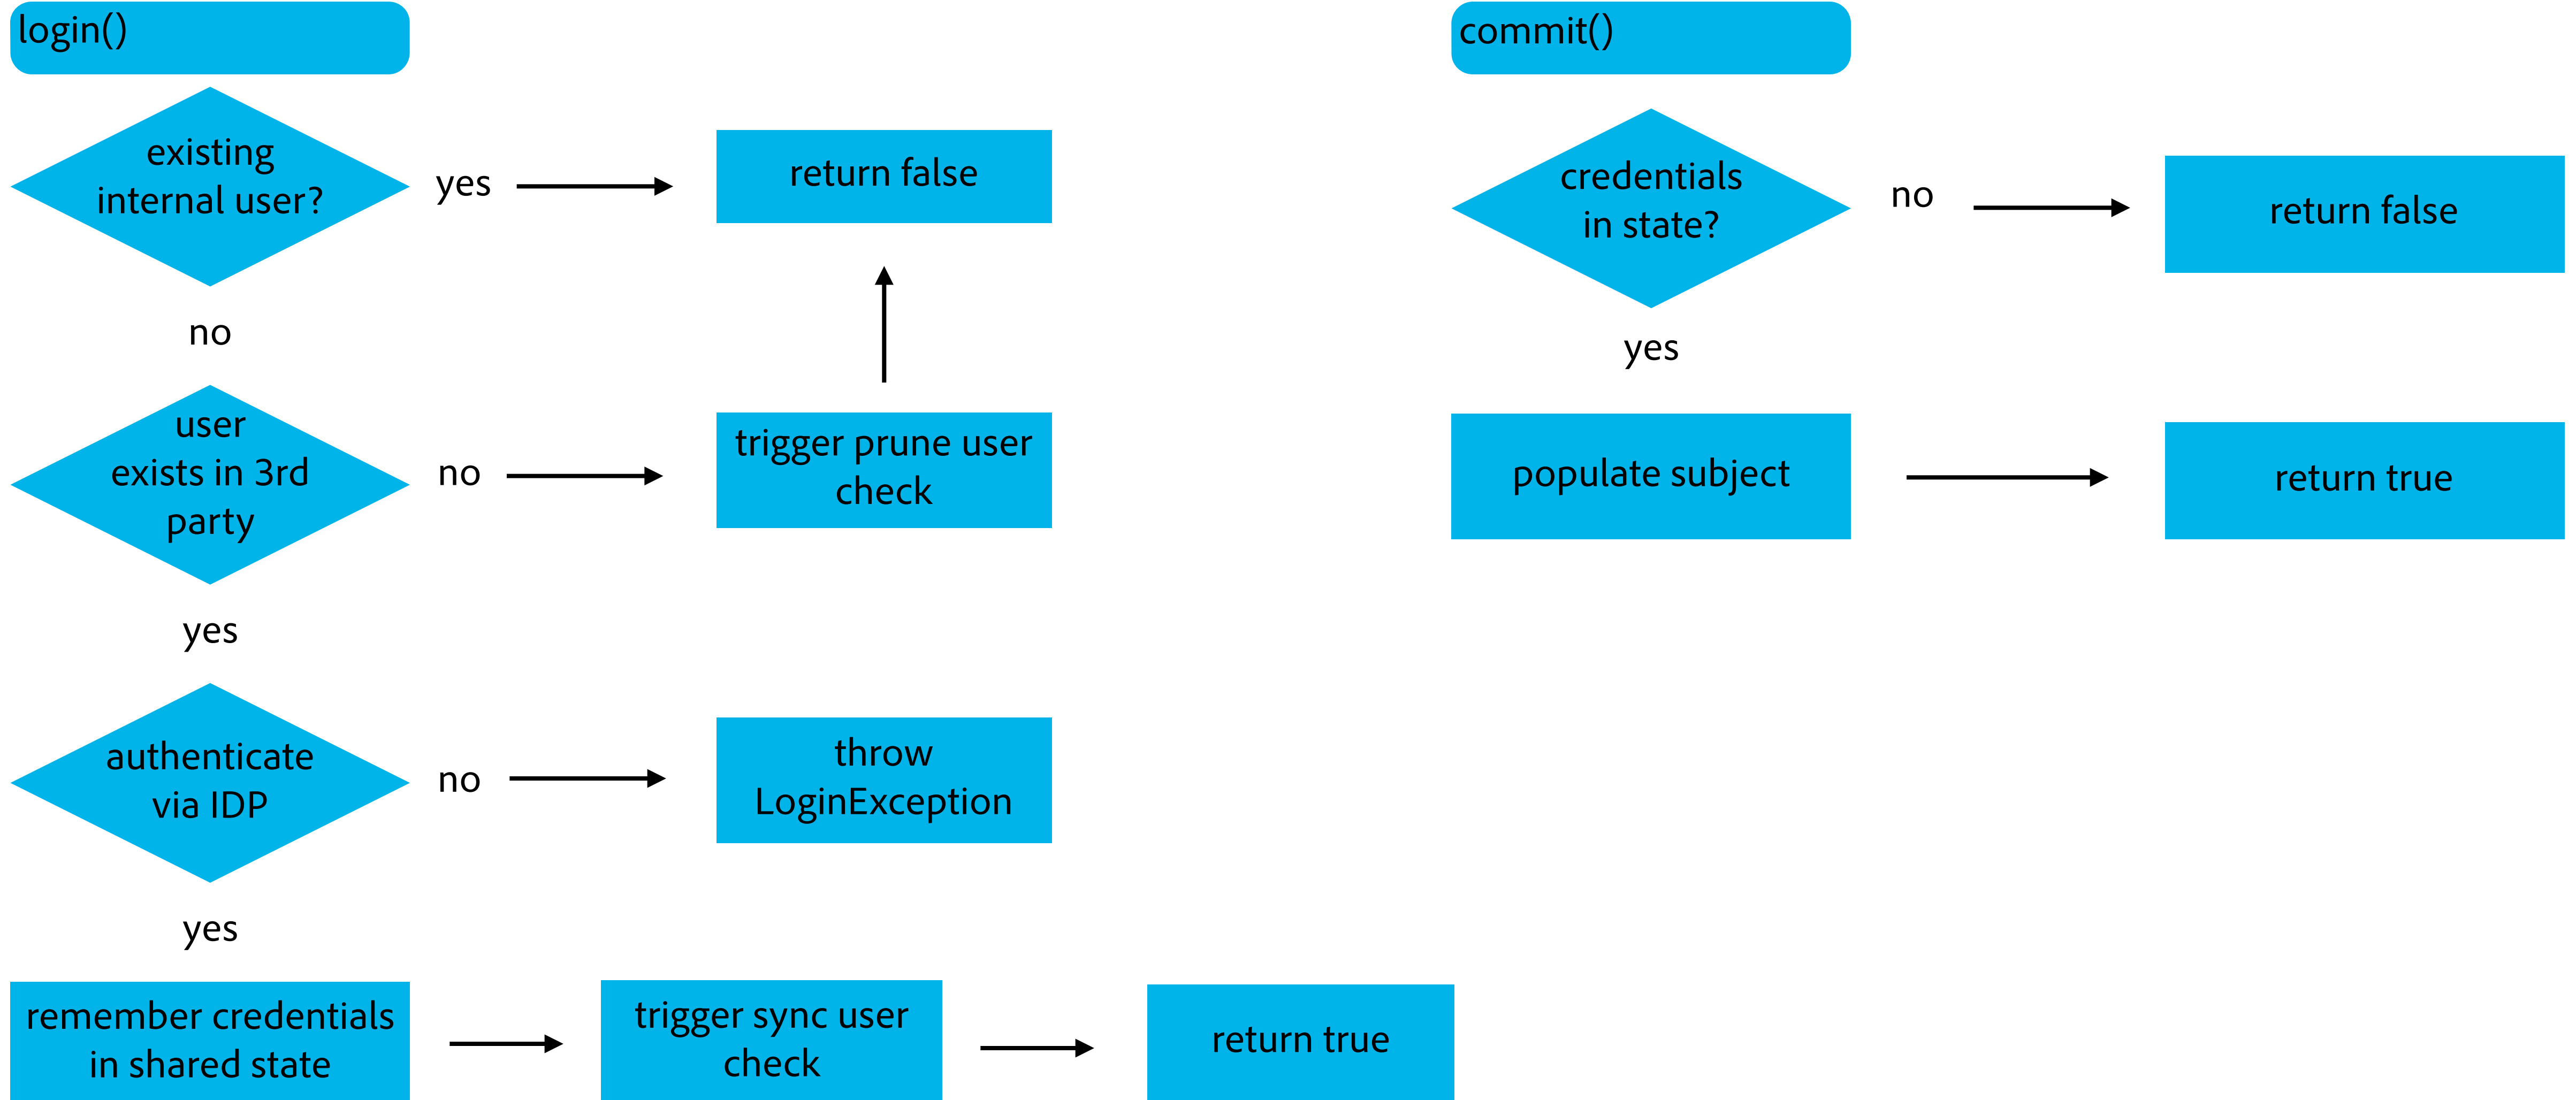 login()
existing
internal user?
yes
return false
no
user
exists in 3rd
party
no
trigger prune user
check
yes
authenticate
via IDP
no
throw
LoginException
yes
remember credentials
in shared state
trigger sync user
check
return true
commit()
credentials
in state?
no
return false
yes
populate subject
return true